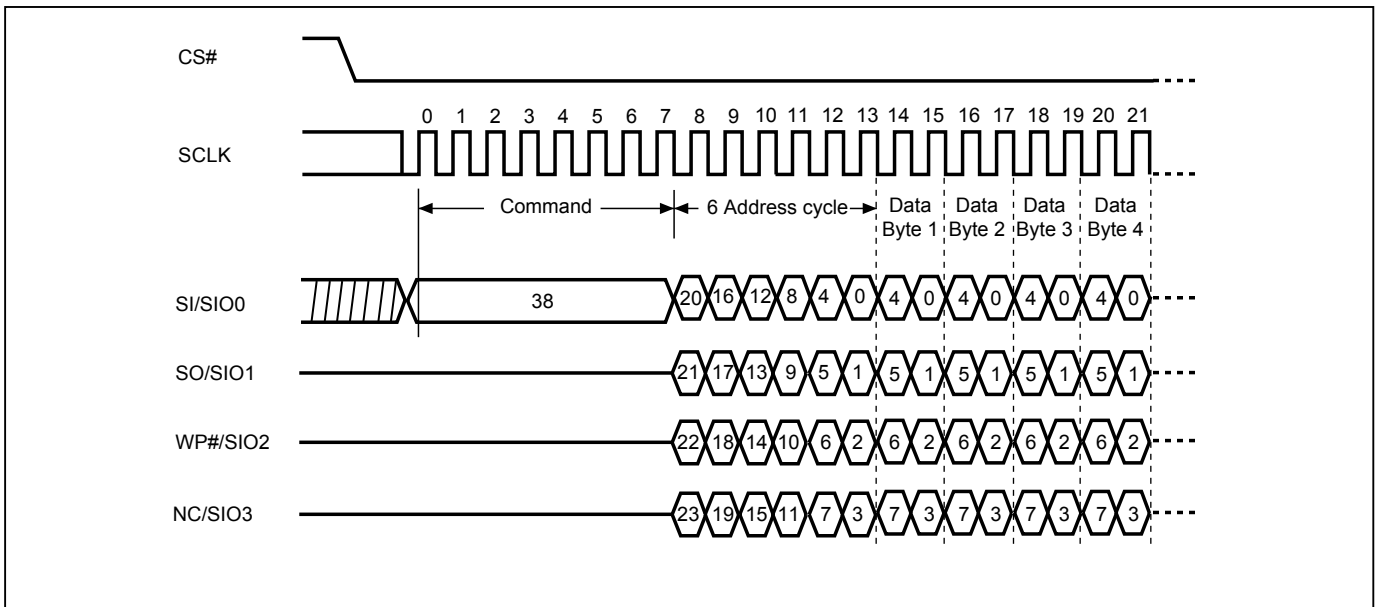 CS#
0 1 2 3 4 5 6 7 8 9 10 11 12 13 14 15 16 17 18 19 20 21
SCLK
Command 6 Address cycle Data Data Data Data
Byte 1 Byte 2 Byte 3 Byte 4
SI/SIO0 38 20 16 12 8 4 0 4 0 4 0 4 0 4 0
SO/SIO1 21 17 13 9 5 1 5 1 5 1 5 1 5 1
WP#/SIO2 22 18 14 10 6 2 6 2 6 2 6 2 6 2
NC/SIO3 23 19 15 11 7 3 7 3 7 3 7 3 7 3